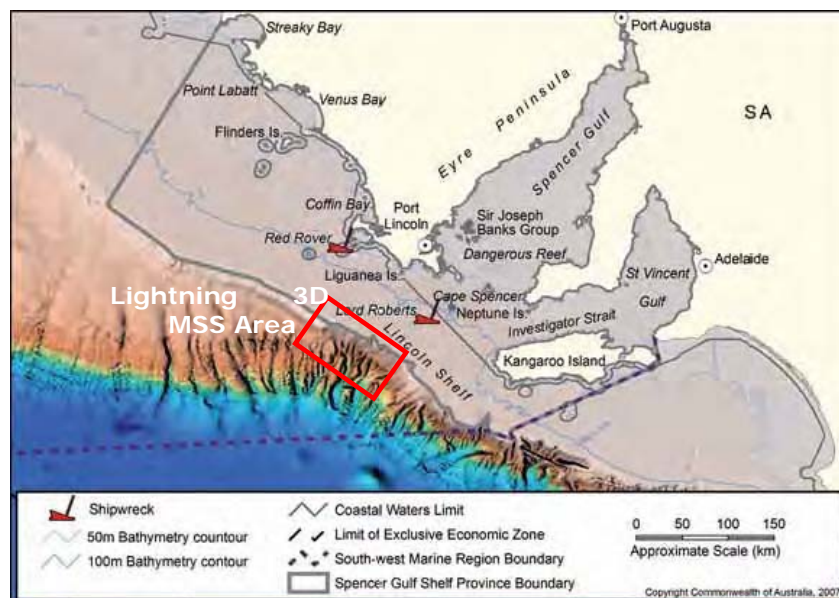 Streaky Bay
Port Augusta
Point Labatt
Venus Bay
Eyre Peninsula
Spencer Gulf
SA
Flinders Is.
Coffin Bay
Port
Lincoln
Sir Joseph
Banks Group
Red Rover
Dangerous Reef
St Vincent
Gulf
Adelaide
Liguanea Is.
Lightning 3D
MSS Area
Lord Roberts
Cape Spencer
Neptune Is.
Investigator Strait
Lincoln Shelf
Kangaroo Island
Shipwreck
50m Bathymetry countour
100m Bathymetry contour
Coastal Waters Limit
Limit of Exclusive Economic Zone
South-west Marine Region Boundary
Spencer Gulf Shelf Province Boundary
0 50 100 150
Approximate Scale (km)
Copyright Commonwealth of Australia,